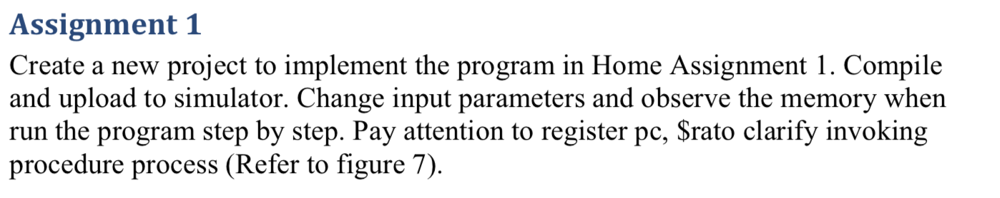 Assignment 1
Create a new project to implement the program in Home Assignment 1. Compile
and upload to simulator. Change input parameters and observe the memory when
run the program step by step. Pay attention to register pc, $rato clarify invoking
procedure process (Refer to figure 7).